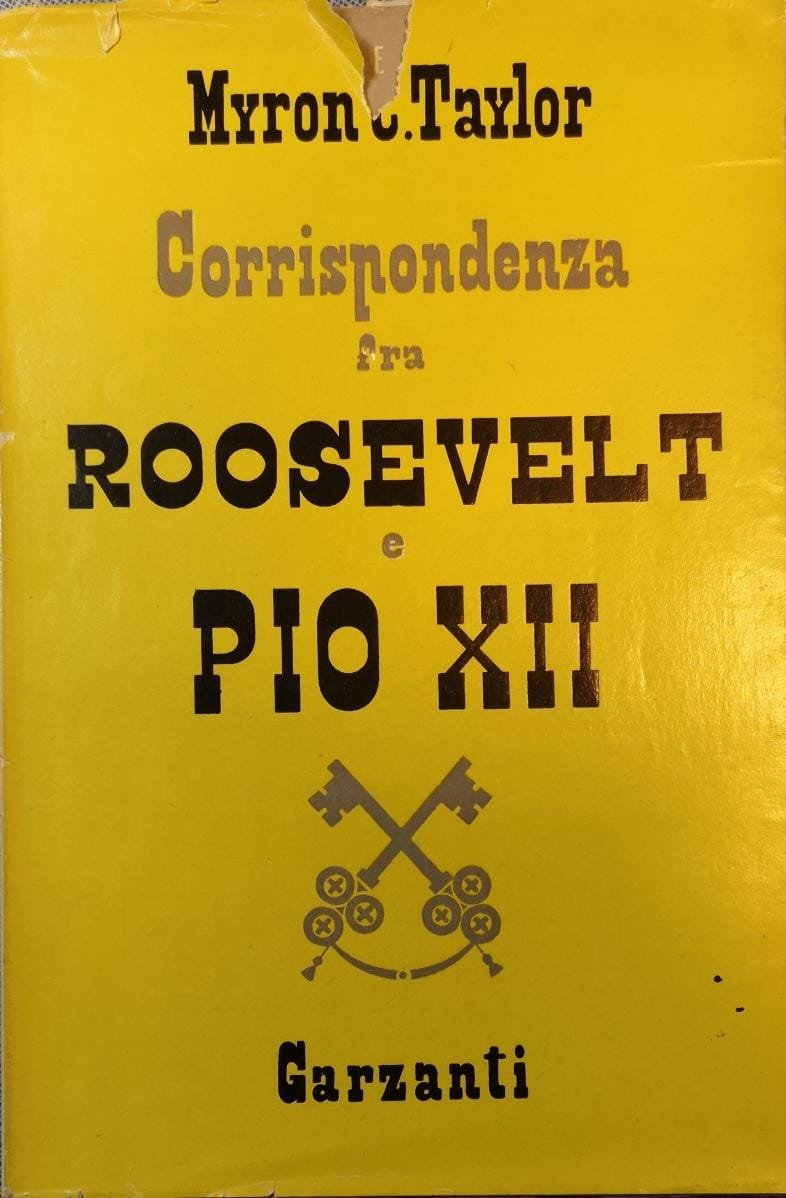 E
Myron C. Taylor
Corrispondenza
fra
ROOSEVELT
e
PIO XII
Garzanti